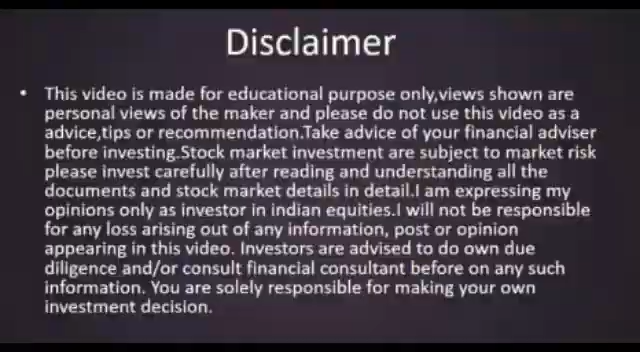 Disclaimer
• This video is made for educational purpose only,views shown are
personal views of the maker and please do not use this video as a
advice,tips or recommendation.Take advice of your financial adviser
before investing.Stock market investment are subject to market risk
please invest carefully after reading and understanding all the
documents and stock market details in detail.I am expressing my
opinions only as investor in indian equities.I will not be responsible
for any loss arising out of any information, post or opinion
appearing in this video. Investors are advised to do own due
diligence and/or consult financial consultant before on any such
information. You are solely responsible for making your own
investment decision.